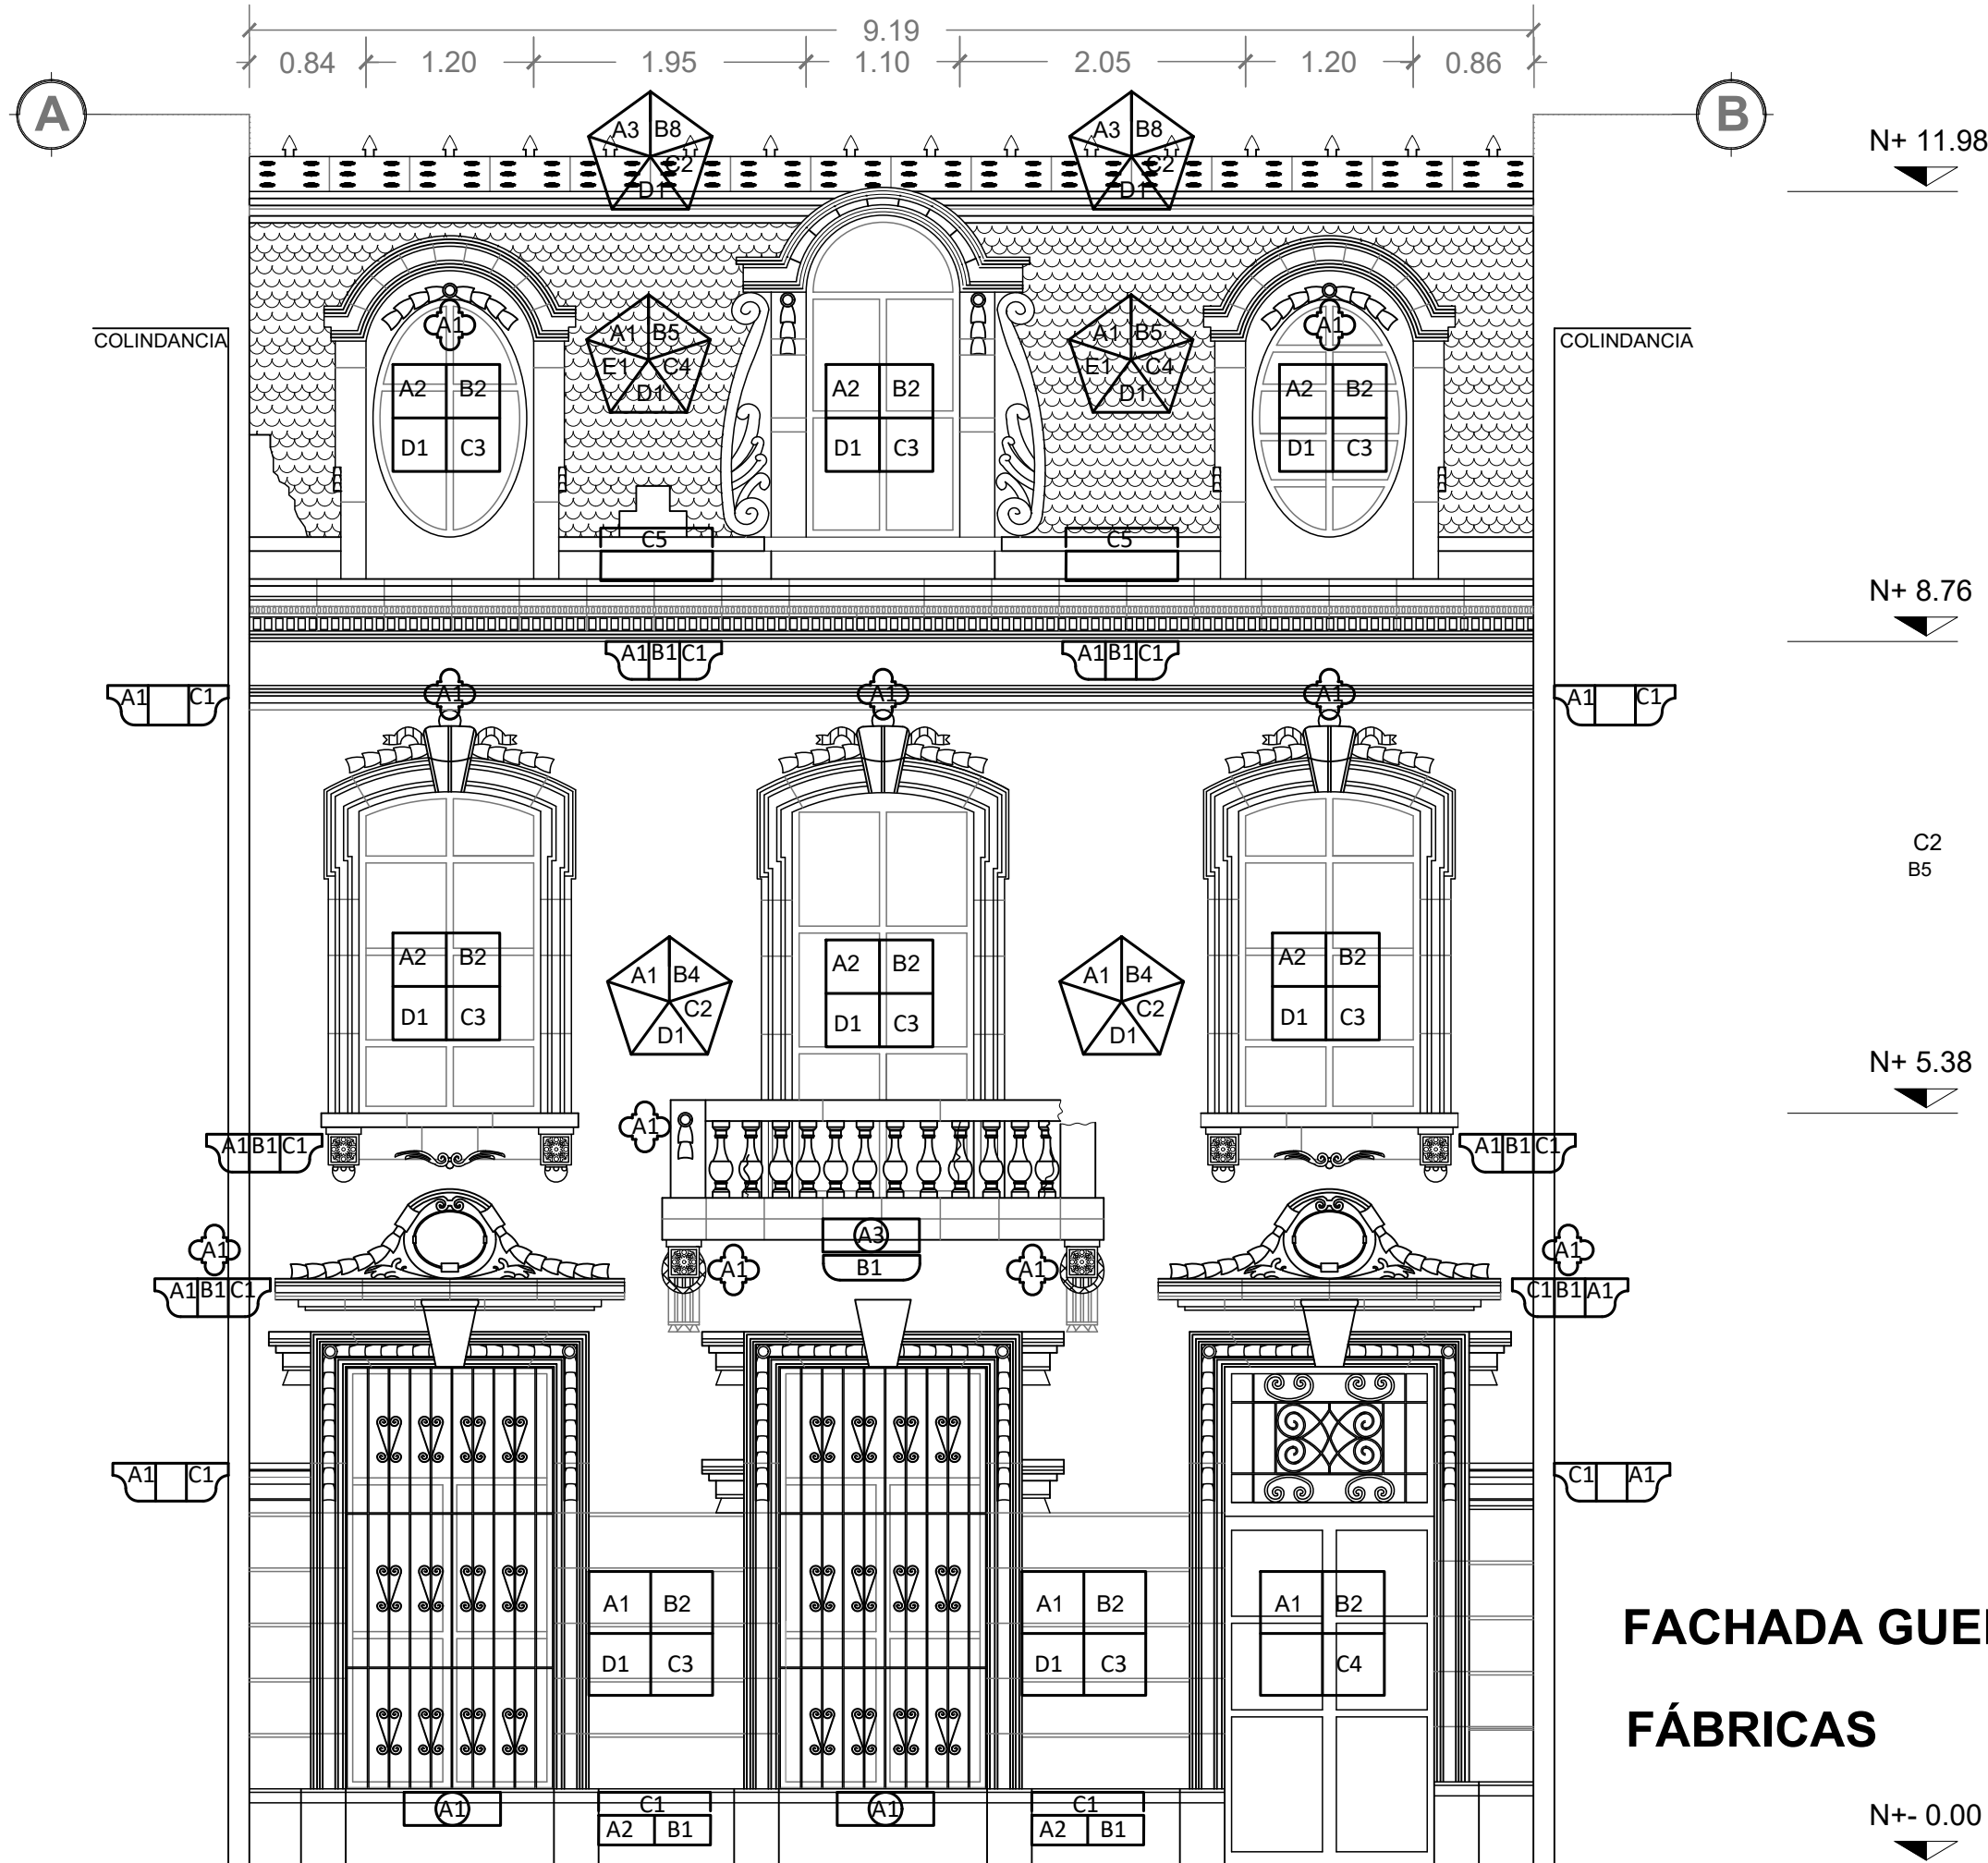 9.19
0.84 1.20 1.95 1.10 2.05 1.20 0.86
A B
N+ 11.98
A3 B8 A3 B8
C2 C2
D1 D1
COLINDANCIA COLINDANCIA
A1 A1
A1 B5 A1 B5
E1 C4 E1 C4
D1 D1
A2 B2 A2 B2 A2 B2
D1 C3 D1 C3 D1 C3
C5 C5
N+ 8.76
A1 B1 C1 A1 B1 C1
A1 C1 A1 A1 A1 A1 C1
C2
B5
A2 B2 A2 B2 A2 B2
A1 B4 A1 B4
C2 C2
D1 D1
D1 C3 D1 C3 D1 C3
N+ 5.38
A1
A1 B1 C1 A1 B1 C1
A3
A1 A1
B1
A1 A1
A1 B1 C1 C1 B1 A1
A1 C1 C1 A1
A1 B2 A1 B2 A1 B2
D1 C3 D1 C3 C4
FACHADA GUE
FÁBRICAS
A1 C1 A1 C1
A2 B1 A2 B1
N+- 0.00